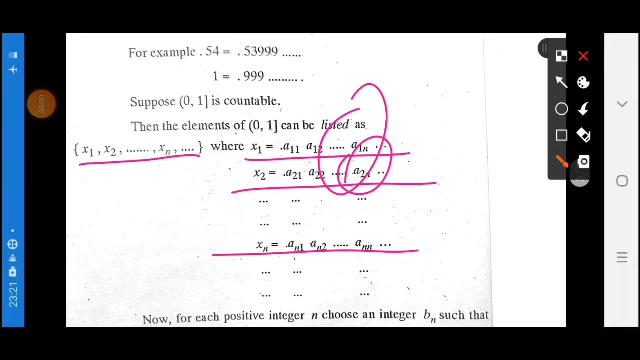 For example .54 = .53999 ......
1 = .999 ..........
Suppose (0, 1] is countable.
Then the elements of (0, 1] can be listed as
{ x1 , x2 , ......., xn , .... } where x1 = .a11 a12 ..... a1n ...
x2 = .a21 a22 ..... a2n ...
... ... ...
... ... ...
xn = .an1 an2 ..... ann ...
... ... ...
... ... ...
Now, for each positive integer n choose an integer bn such that
23:21